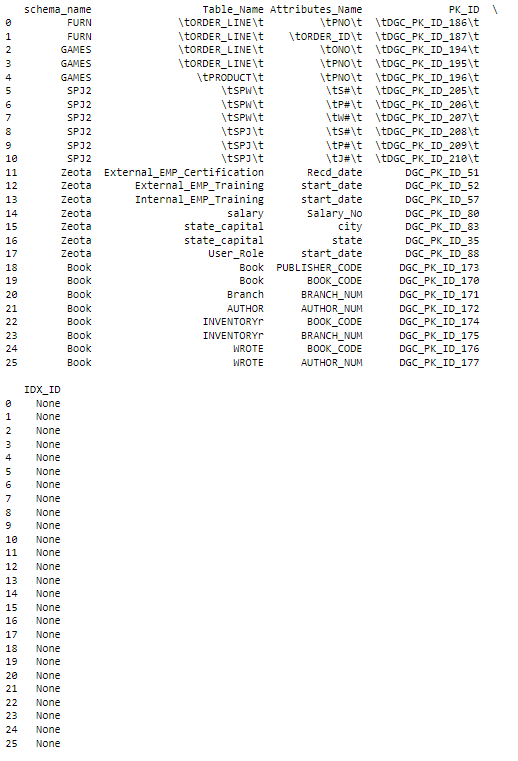 schema_name Table_Name Attributes_Name PK_ID \
0 FURN \tORDER_LINE\t \tPNO\t \tDGC_PK_ID_186\t
1 FURN \tORDER_LINE\t \tORDER_ID\t \tDGC_PK_ID_187\t
2 GAMES \tORDER_LINE\t \tONO\t \tDGC_PK_ID_194\t
3 GAMES \tORDER_LINE\t \tPNO\t \tDGC_PK_ID_195\t
4 GAMES \tPRODUCT\t \tPNO\t \tDGC_PK_ID_196\t
5 SPJ2 \tSPW\t \tS#\t \tDGC_PK_ID_205\t
6 SPJ2 \tSPW\t \tP#\t \tDGC_PK_ID_206\t
7 SPJ2 \tSPW\t \tW#\t \tDGC_PK_ID_207\t
8 SPJ2 \tSPJ\t \tS#\t \tDGC_PK_ID_208\t
9 SPJ2 \tSPJ\t \tP#\t \tDGC_PK_ID_209\t
10 SPJ2 \tSPJ\t \tJ#\t \tDGC_PK_ID_210\t
11 Zeota External_EMP_Certification Recd_date DGC_PK_ID_51
12 Zeota External_EMP_Training start_date DGC_PK_ID_52
13 Zeota Internal_EMP_Training start_date DGC_PK_ID_57
14 Zeota salary Salary_No DGC_PK_ID_80
15 Zeota state_capital city DGC_PK_ID_83
16 Zeota state_capital state DGC_PK_ID_35
17 Zeota User_Role start_date DGC_PK_ID_88
18 Book Book PUBLISHER_CODE DGC_PK_ID_173
19 Book Book BOOK_CODE DGC_PK_ID_170
20 Book Branch BRANCH_NUM DGC_PK_ID_171
21 Book AUTHOR AUTHOR_NUM DGC_PK_ID_172
22 Book INVENTORYr BOOK_CODE DGC_PK_ID_174
23 Book INVENTORYr BRANCH_NUM DGC_PK_ID_175
24 Book WROTE BOOK_CODE DGC_PK_ID_176
25 Book WROTE AUTHOR_NUM DGC_PK_ID_177
IDX_ID
0 None
1 None
2 None
3 None
4 None
5 None
6 None
7 None
8 None
9 None
10 None
11 None
12 None
13 None
14 None
15 None
16 None
17 None
18 None
19 None
20 None
21 None
22 None
23 None
24 None
25 None